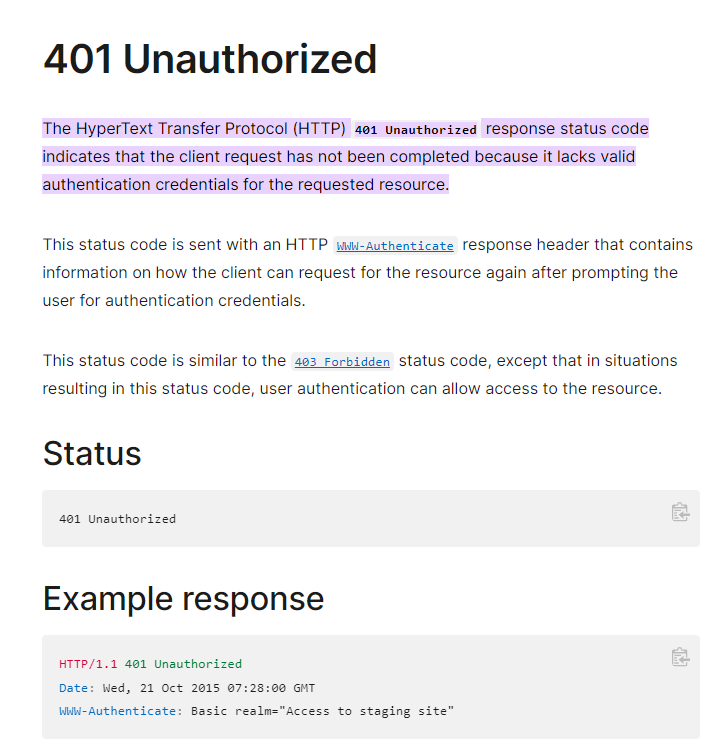 401 Unauthorized
The HyperText Transfer Protocol (HTTP) 401 Unauthorized response status code
indicates that the client request has not been completed because it lacks valid
authentication credentials for the requested resource.
This status code is sent with an HTTP WWW-Authenticate response header that contains
information on how the client can request for the resource again after prompting the
user for authentication credentials.
This status code is similar to the 403 Forbidden status code, except that in situations
resulting in this status code, user authentication can allow access to the resource.
Status
401 Unauthorized
Example response
HTTP/1.1 401 Unauthorized
Date: Wed, 21 Oct 2015 07:28:00 GMT
WWW-Authenticate: Basic realm="Access to staging site"